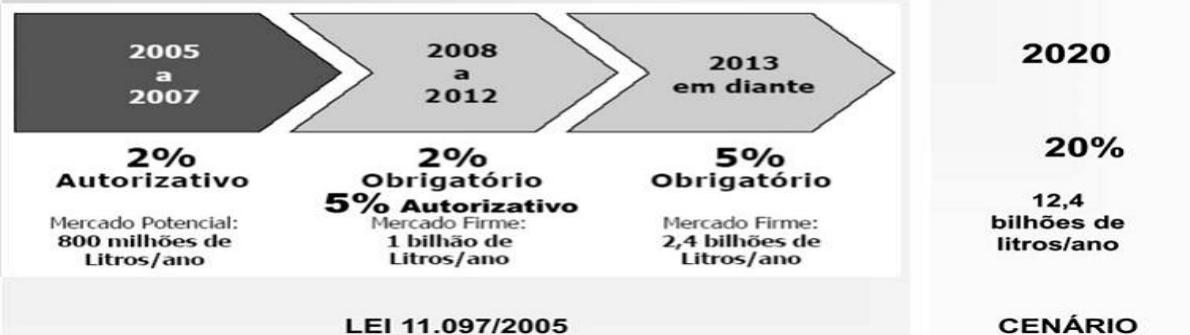 2005
a
2007
2008
a
2012
2013
em diante
2020
2%
Autorizativo
Mercado Potencial:
800 milhões de
Litros/ano
2%
Obrigatório
5% Autorizativo
Mercado Firme:
1 bilhão de
Litros/ano
5%
Obrigatório
Mercado Firme:
2,4 bilhões de
Litros/ano
20%
12,4
bilhões de
litros/ano
LEI 11.097/2005
CENÁRIO